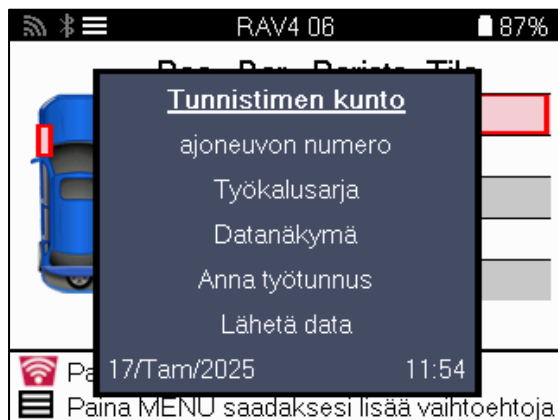 RAV4 06 87%
Tunnistimen kunto
ajoneuvon numero
Työkalusarja
Datanäkymä
Anna työtunnus
Lähetä data
17/Tam/2025 11:54
Paina MENU saadaksesi lisää vaihtoehtoja